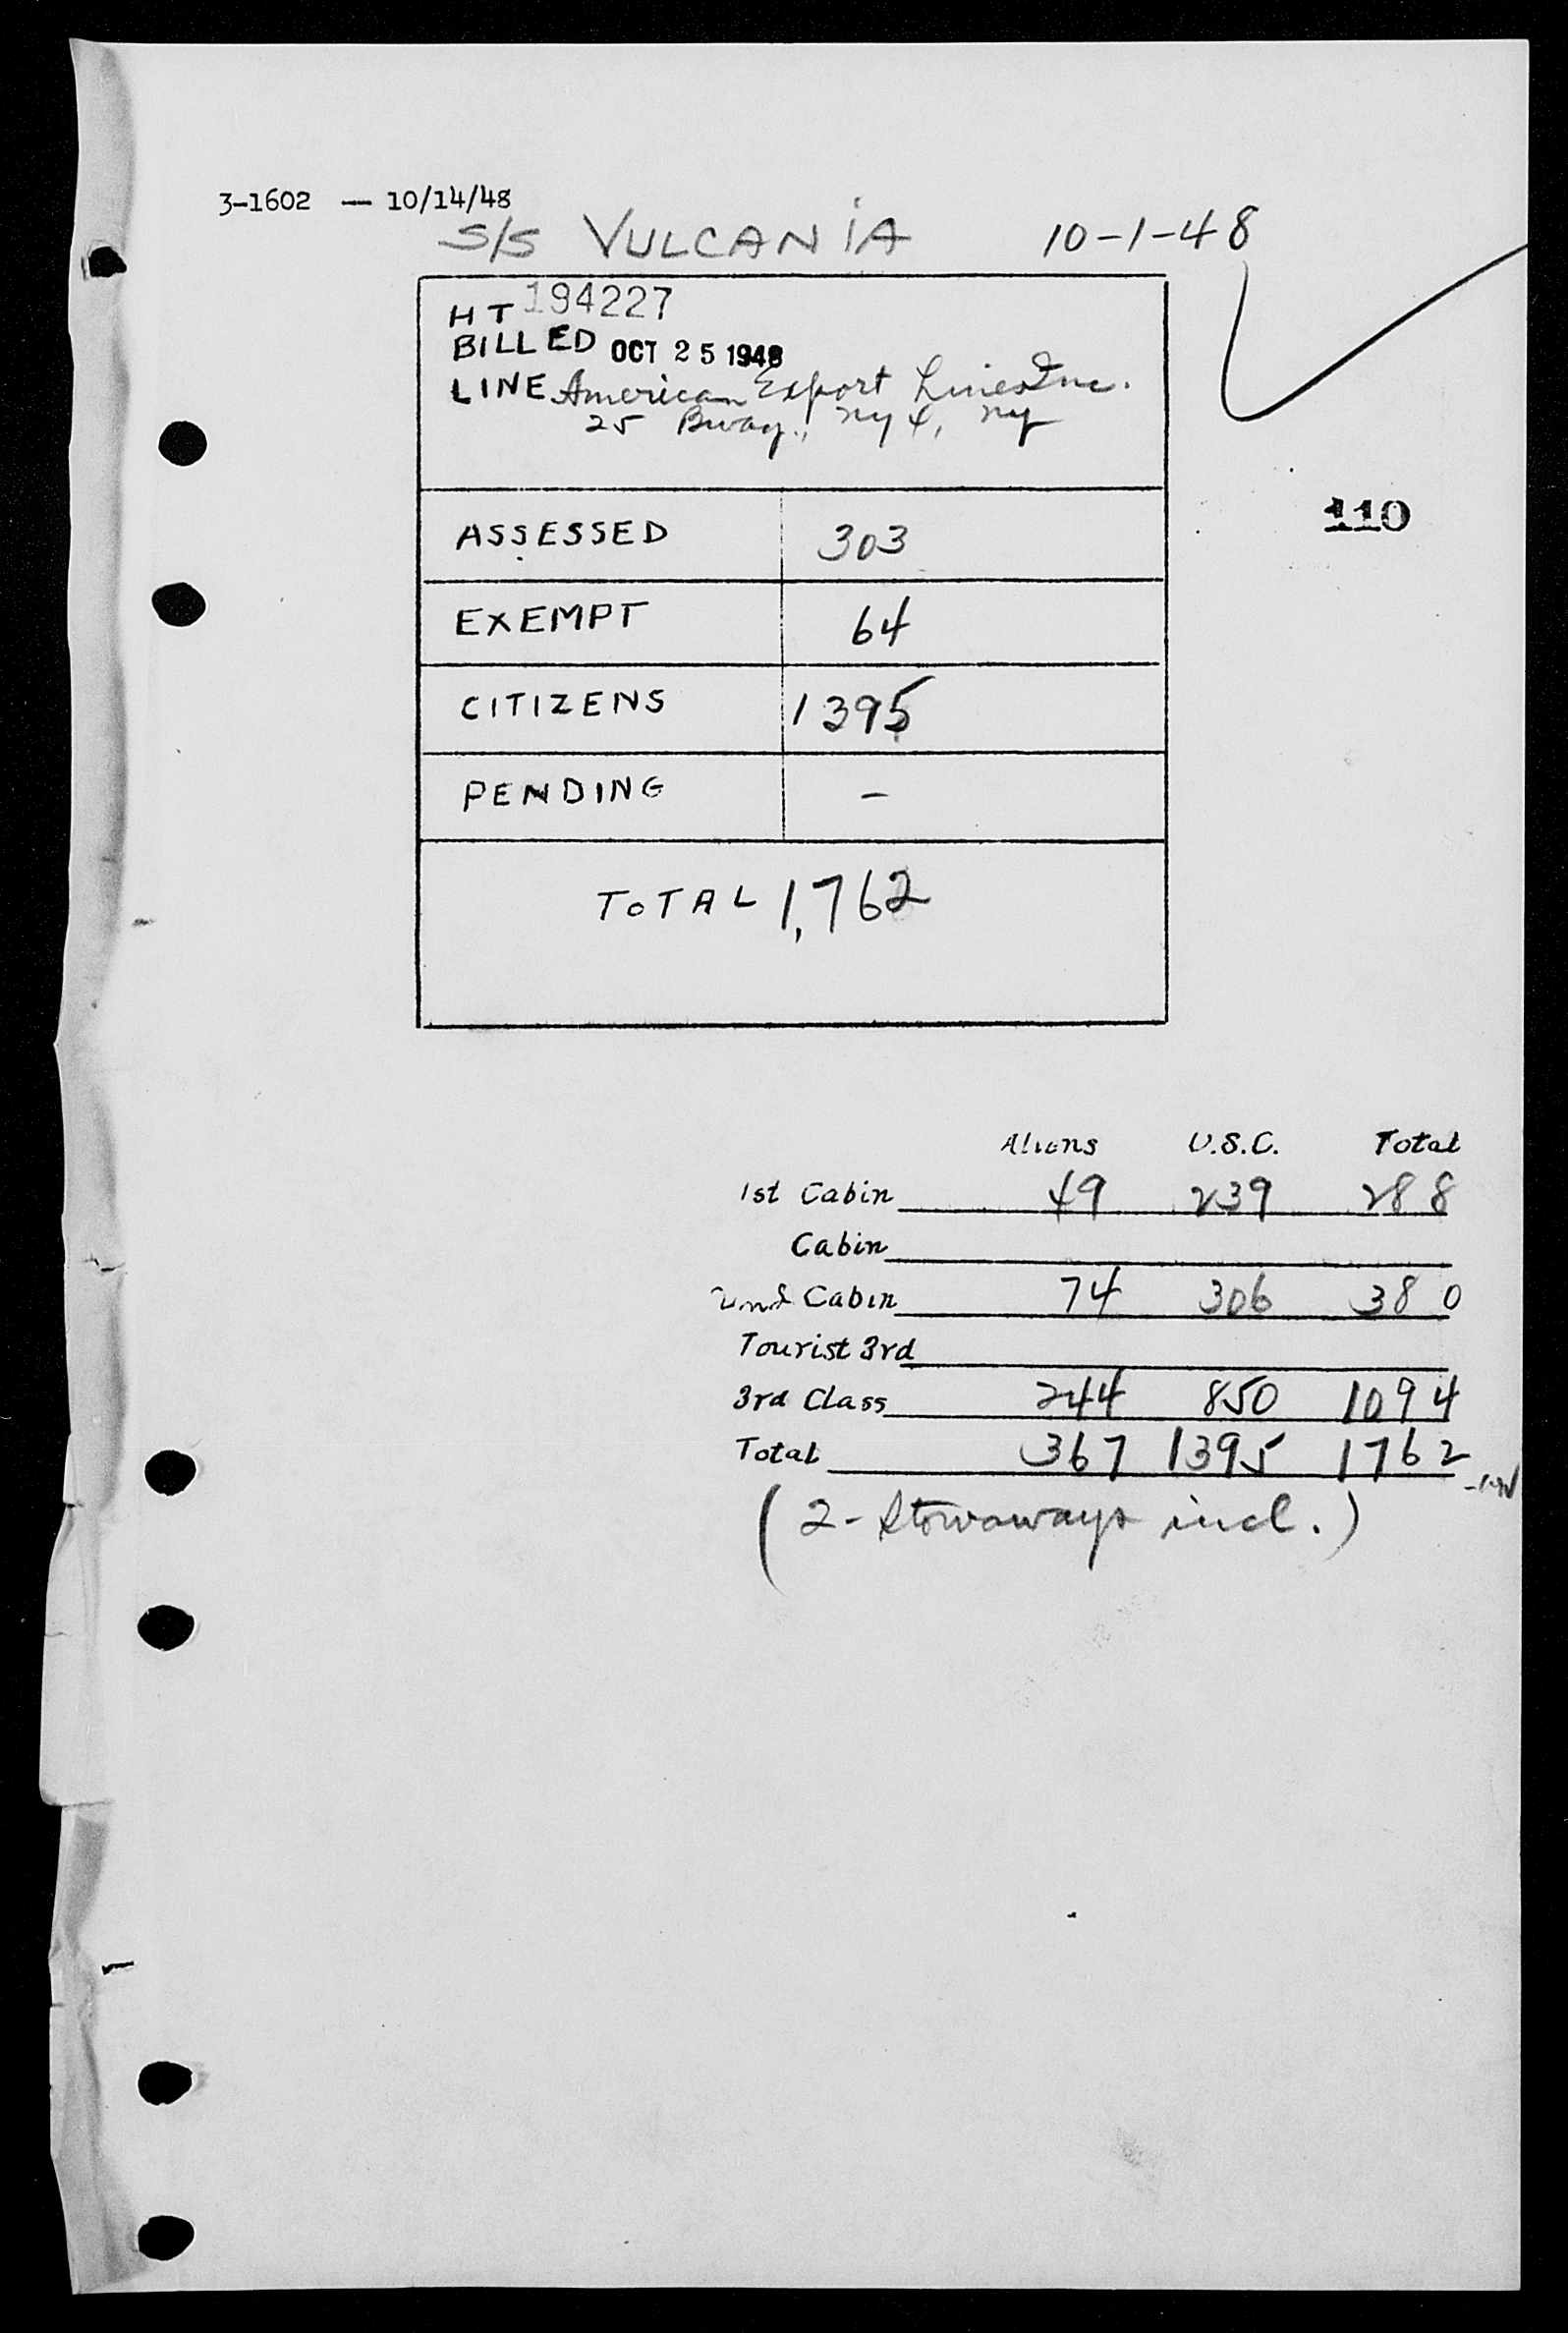 3-1602 — 10/14/48
S/S VULCANIA 10-1-48
HT 194227
BILLED OCT 25 1948
LINE American Export Lines Inc.
25 Bway., NY 4, NY
110
ASSESSED 303
EXEMPT 64
CITIZENS 1395
PENDING –
TOTAL 1,762
Aliens U.S.C. Total
1st Cabin 49 239 288
Cabin
2nd Cabin 74 306 380
Tourist 3rd
3rd Class 244 850 1094
Total 367 1395 1762
(2- Stowaways incl.)